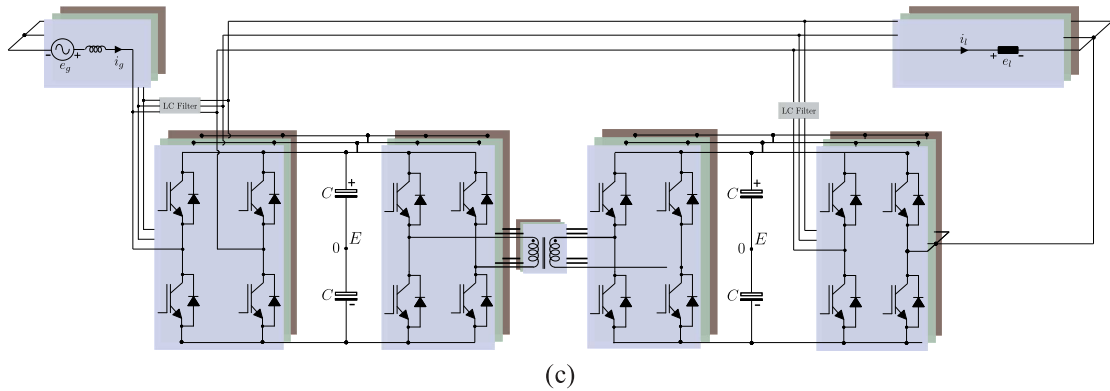 - +
e_g
i_g
i_l
+ -
e_l
LC Filter
LC Filter
C
+
0
E
C
-
C
+
0
E
C
-
(c)